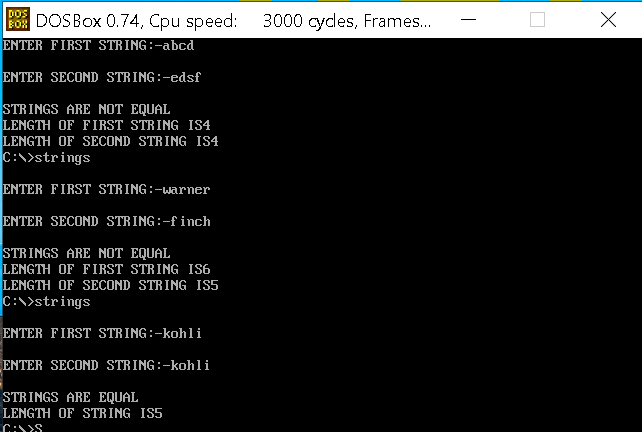 DOS
BOX
DOSBox 0.74, Cpu speed: 3000 cycles, Frames...
ENTER FIRST STRING:-abcd
ENTER SECOND STRING:-edsf
STRINGS ARE NOT EQUAL
LENGTH OF FIRST STRING IS4
LENGTH OF SECOND STRING IS4
C:\>strings
ENTER FIRST STRING:-warner
ENTER SECOND STRING:-finch
STRINGS ARE NOT EQUAL
LENGTH OF FIRST STRING IS6
LENGTH OF SECOND STRING IS5
C:\>strings
ENTER FIRST STRING:-kohli
ENTER SECOND STRING:-kohli
STRINGS ARE EQUAL
LENGTH OF STRING IS5
C:\>S